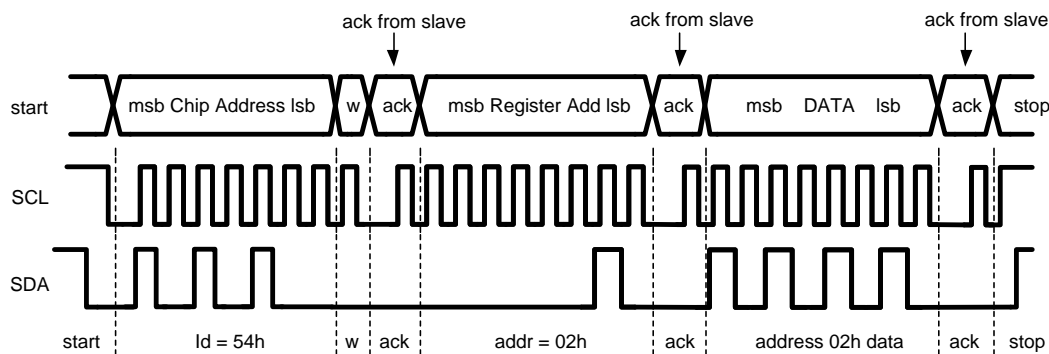 ack from slave ack from slave ack from slave
start msb Chip Address lsb w ack msb Register Add lsb ack msb DATA lsb ack stop
SCL
SDA
start Id = 54h w ack addr = 02h ack address 02h data ack stop